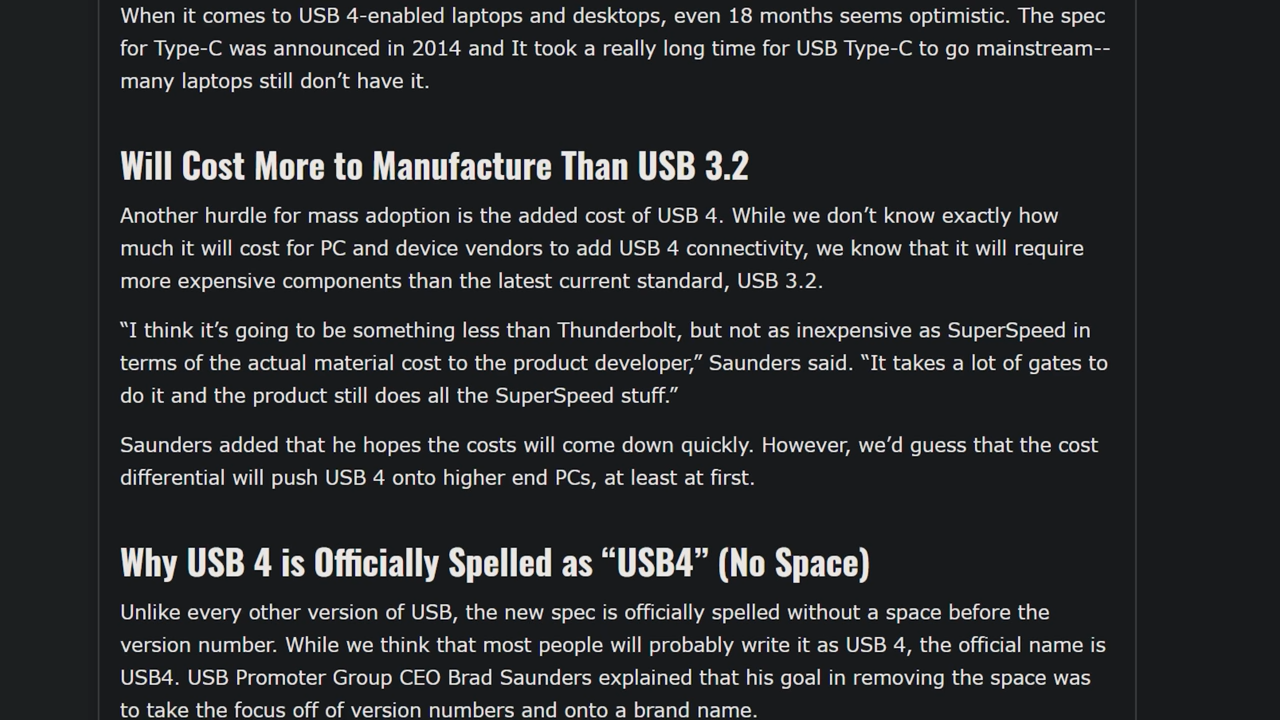 When it comes to USB 4-enabled laptops and desktops, even 18 months seems optimistic. The spec
for Type-C was announced in 2014 and It took a really long time for USB Type-C to go mainstream--
many laptops still don’t have it.
Will Cost More to Manufacture Than USB 3.2
Another hurdle for mass adoption is the added cost of USB 4. While we don’t know exactly how
much it will cost for PC and device vendors to add USB 4 connectivity, we know that it will require
more expensive components than the latest current standard, USB 3.2.
“I think it’s going to be something less than Thunderbolt, but not as inexpensive as SuperSpeed in
terms of the actual material cost to the product developer,” Saunders said. “It takes a lot of gates to
do it and the product still does all the SuperSpeed stuff.”
Saunders added that he hopes the costs will come down quickly. However, we’d guess that the cost
differential will push USB 4 onto higher end PCs, at least at first.
Why USB 4 is Officially Spelled as “USB4” (No Space)
Unlike every other version of USB, the new spec is officially spelled without a space before the
version number. While we think that most people will probably write it as USB 4, the official name is
USB4. USB Promoter Group CEO Brad Saunders explained that his goal in removing the space was
to take the focus off of version numbers and onto a brand name.